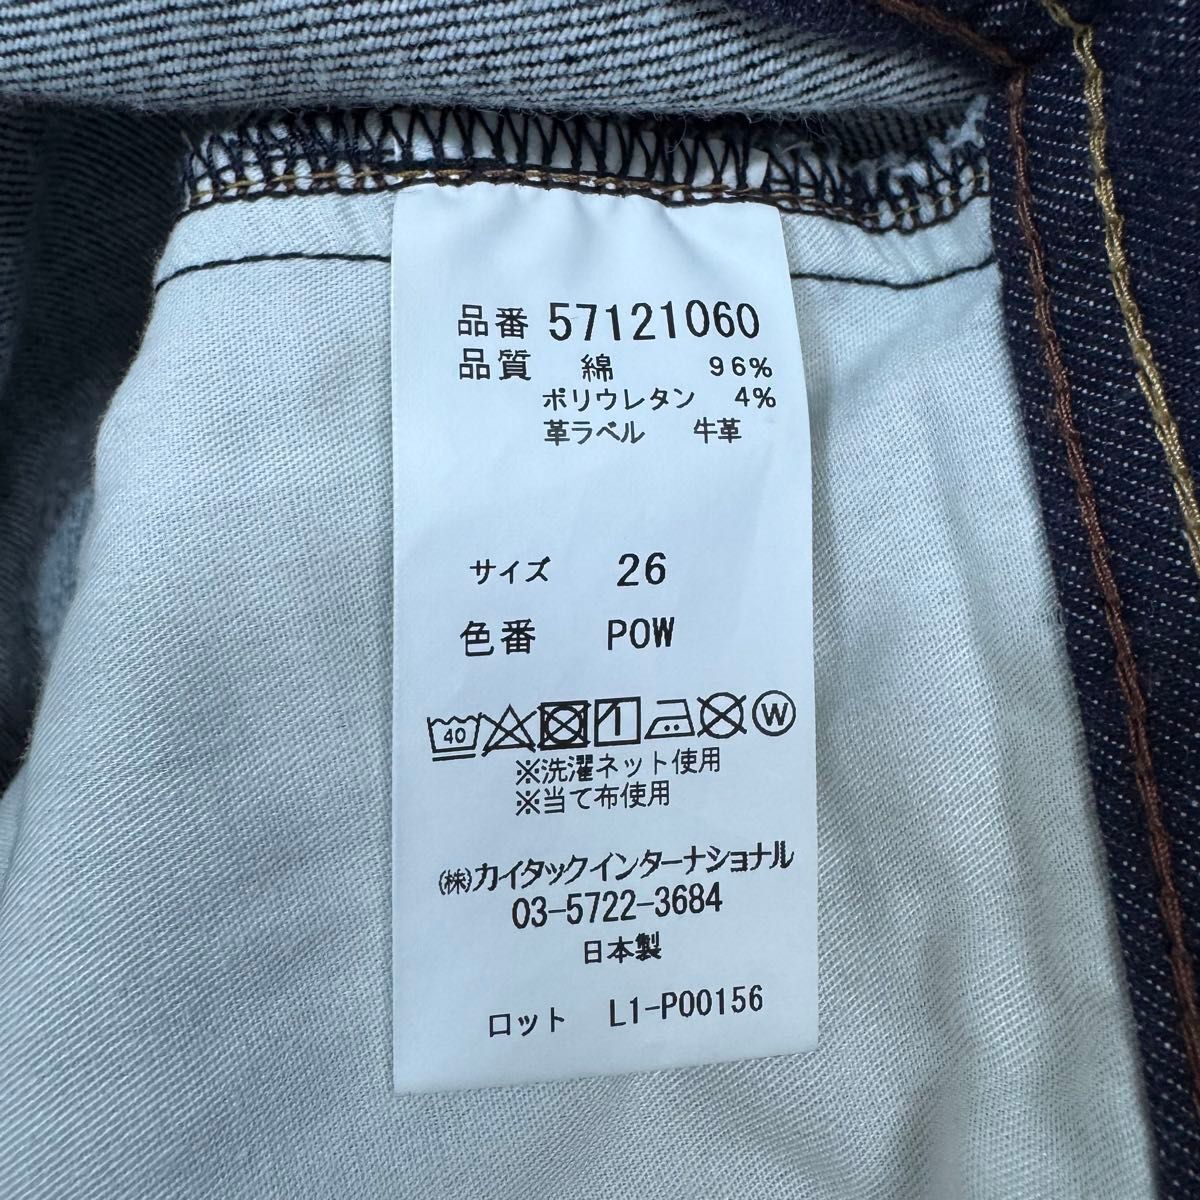 品番 57121060
品質 綿 96%
ポリウレタン 4%
革ラベル 牛革
サイズ 26
色番 POW
40 W
※洗濯ネット使用
※当て布使用
㈱カイタックインターナショナル
03-5722-3684
日本製
ロット L1-P00156